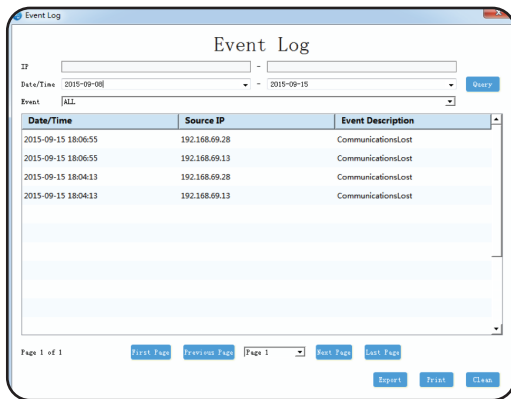 Event Log
Event Log
IP -
Date/Time 2015-09-08 - 2015-09-15 Query
Event ALL
Date/Time Source IP Event Description
2015-09-15 18:06:55 192.168.69.28 CommunicationsLost
2015-09-15 18:06:55 192.168.69.13 CommunicationsLost
2015-09-15 18:04:13 192.168.69.28 CommunicationsLost
2015-09-15 18:04:13 192.168.69.13 CommunicationsLost
Page 1 of 1 First Page Previous Page Page 1 Next Page Last Page
Export Print Clean